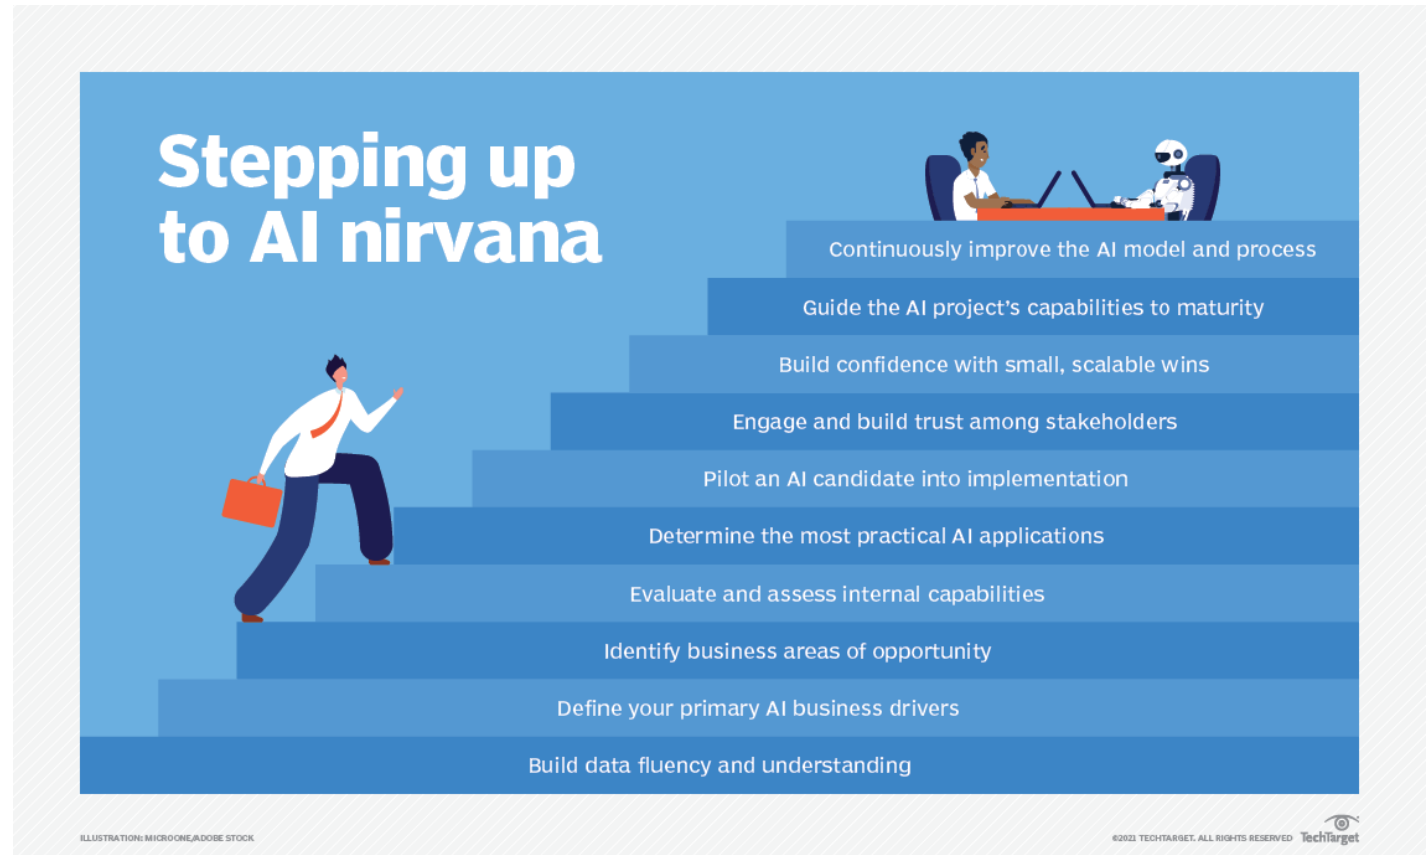 Stepping up
to AI nirvana
Continuously improve the AI model and process
Guide the AI project’s capabilities to maturity
Build confidence with small, scalable wins
Engage and build trust among stakeholders
Pilot an AI candidate into implementation
Determine the most practical AI applications
Evaluate and assess internal capabilities
Identify business areas of opportunity
Define your primary AI business drivers
Build data fluency and understanding
ILLUSTRATION: MICROONE/ADOBE STOCK
©2021 TECHTARGET. ALL RIGHTS RESERVED TechTarget